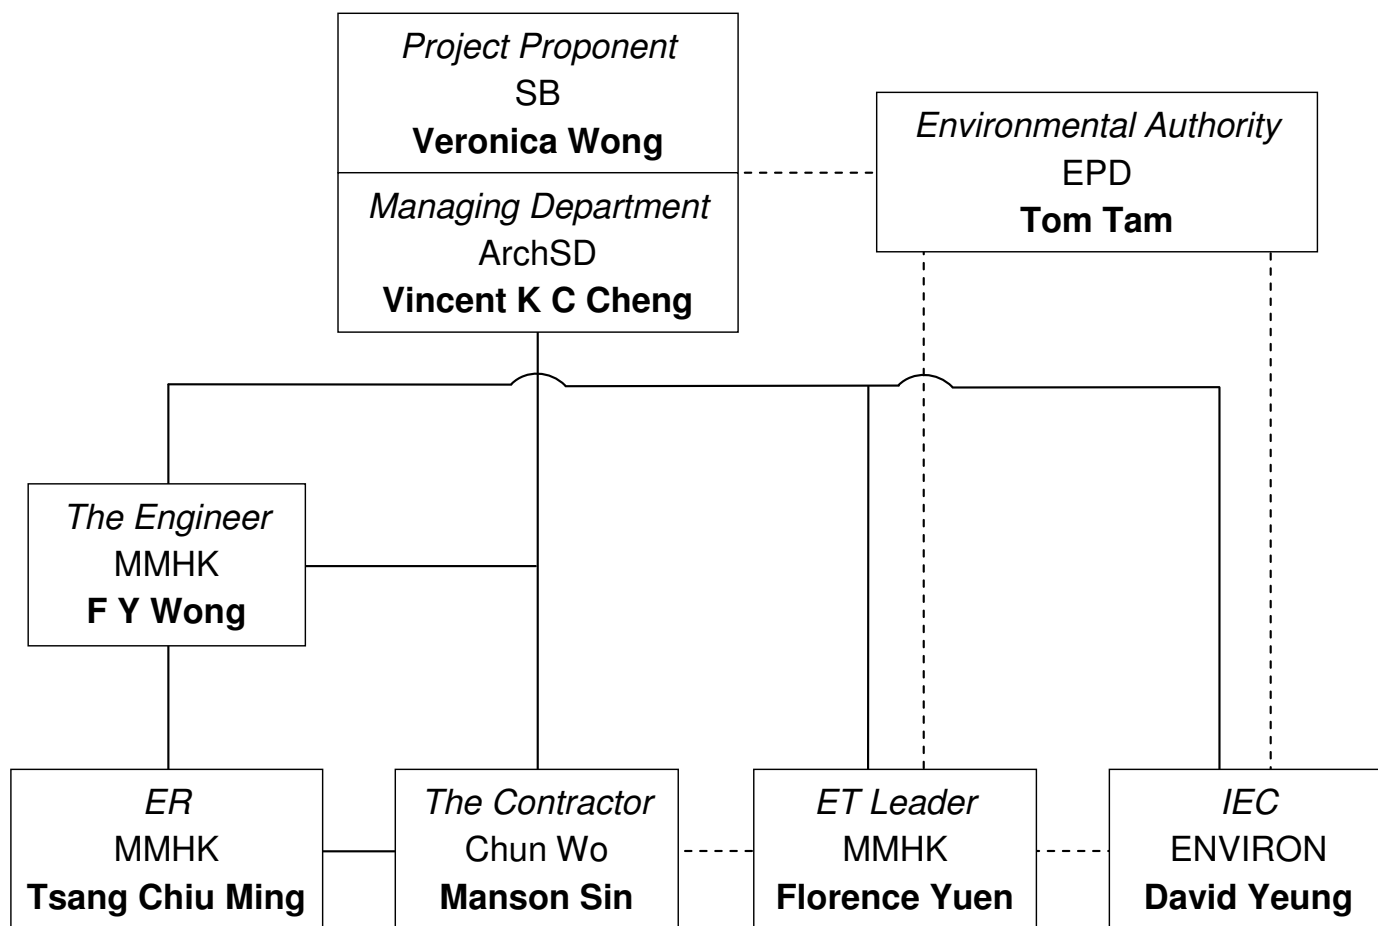 Project Proponent
SB
Veronica Wong
Managing Department
ArchSD
Vincent K C Cheng
Environmental Authority
EPD
Tom Tam
The Engineer
MMHK
F Y Wong
ER
MMHK
Tsang Chiu Ming
The Contractor
Chun Wo
Manson Sin
ET Leader
MMHK
Florence Yuen
IEC
ENVIRON
David Yeung